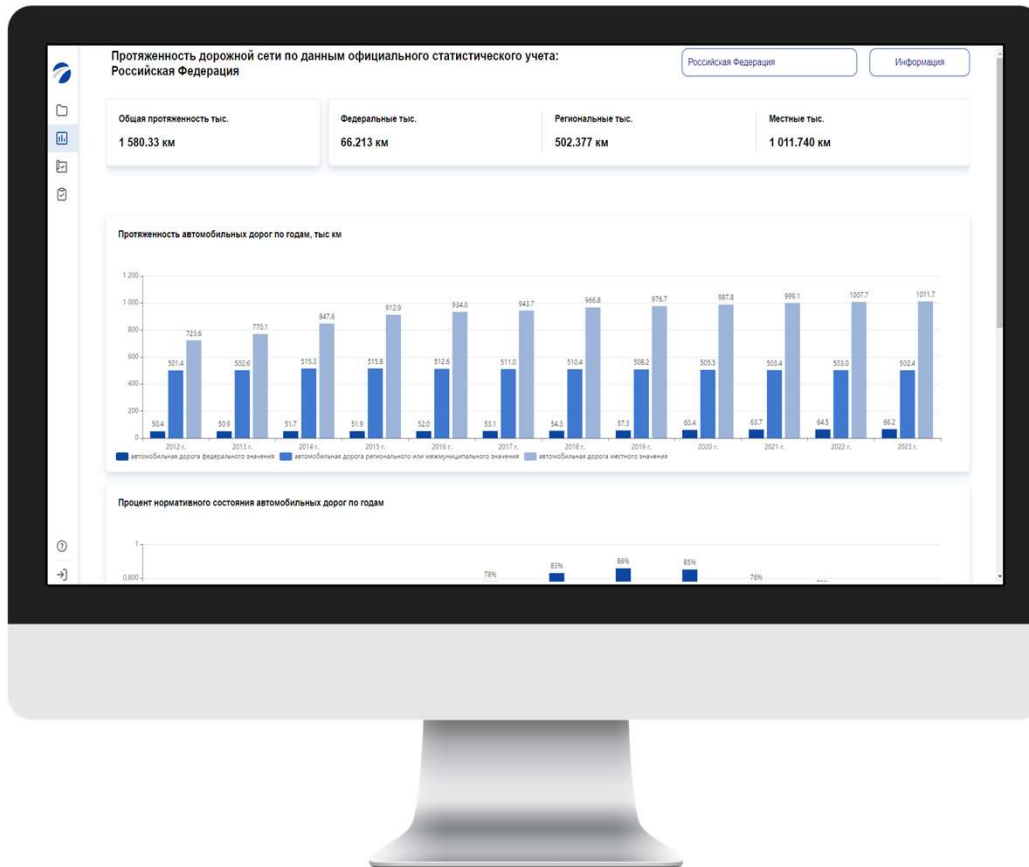 Протяженность дорожной сети по данным официального статистического учета:
Российская Федерация
Российская Федерация
Информация
Общая протяженность тыс.
1 580.33 км
Федеральные тыс.
66.213 км
Региональные тыс.
502.377 км
Местные тыс.
1 011.740 км
Протяженность автомобильных дорог по годам, тыс км
1 200
1 000
800
600
400
200
0
50.4 501.4 723.6
50.9 502.6 770.1
51.7 515.3 847.6
51.9 515.8 912.9
52.0 512.6 934.0
53.1 511.0 943.7
54.3 510.4 966.8
57.3 508.2 976.7
60.4 505.5 987.8
63.7 503.4 999.1
64.5 503.0 1007.7
66.2 502.4 1011.7
2012 г. 2013 г. 2014 г. 2015 г. 2016 г. 2017 г. 2018 г. 2019 г. 2020 г. 2021 г. 2022 г. 2023 г.
автомобильная дорога федерального значения автомобильная дорога регионального или межмуниципального значения автомобильная дорога местного значения
Процент нормативного состояния автомобильных дорог по годам
1
0.800
78% 83% 86% 85% 76%